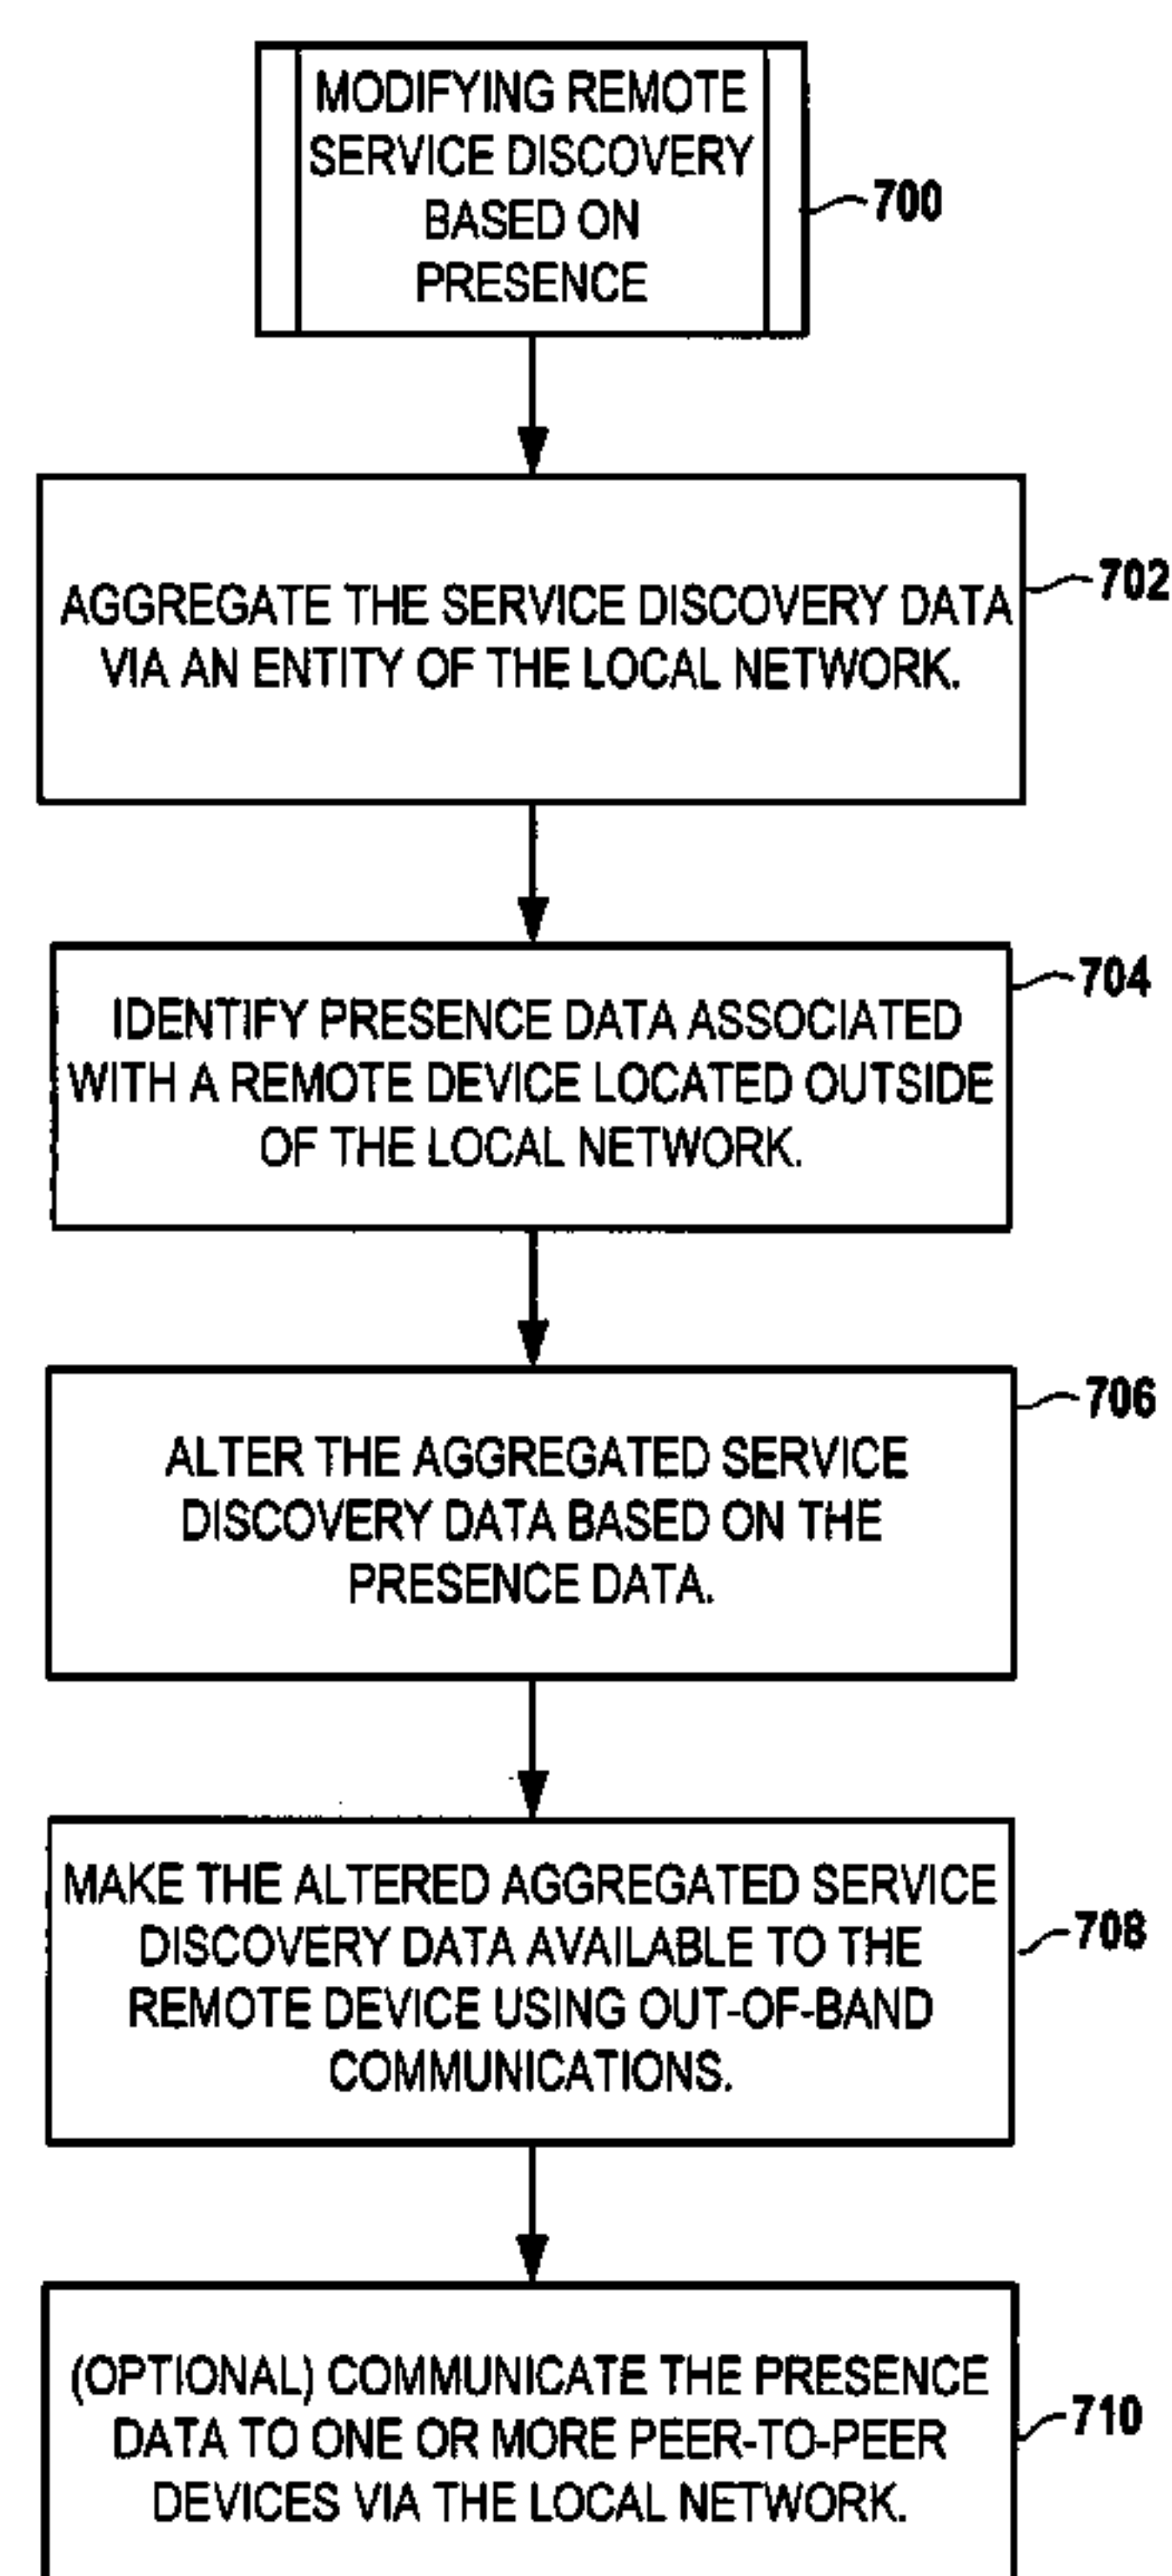 MODIFYING REMOTE
SERVICE DISCOVERY
BASED ON
PRESENCE
700
AGGREGATE THE SERVICE DISCOVERY DATA
VIA AN ENTITY OF THE LOCAL NETWORK.
702
IDENTIFY PRESENCE DATA ASSOCIATED
WITH A REMOTE DEVICE LOCATED OUTSIDE
OF THE LOCAL NETWORK.
704
ALTER THE AGGREGATED SERVICE
DISCOVERY DATA BASED ON THE
PRESENCE DATA.
706
MAKE THE ALTERED AGGREGATED SERVICE
DISCOVERY DATA AVAILABLE TO THE
REMOTE DEVICE USING OUT-OF-BAND
COMMUNICATIONS.
708
(OPTIONAL) COMMUNICATE THE PRESENCE
DATA TO ONE OR MORE PEER-TO-PEER
DEVICES VIA THE LOCAL NETWORK.
710